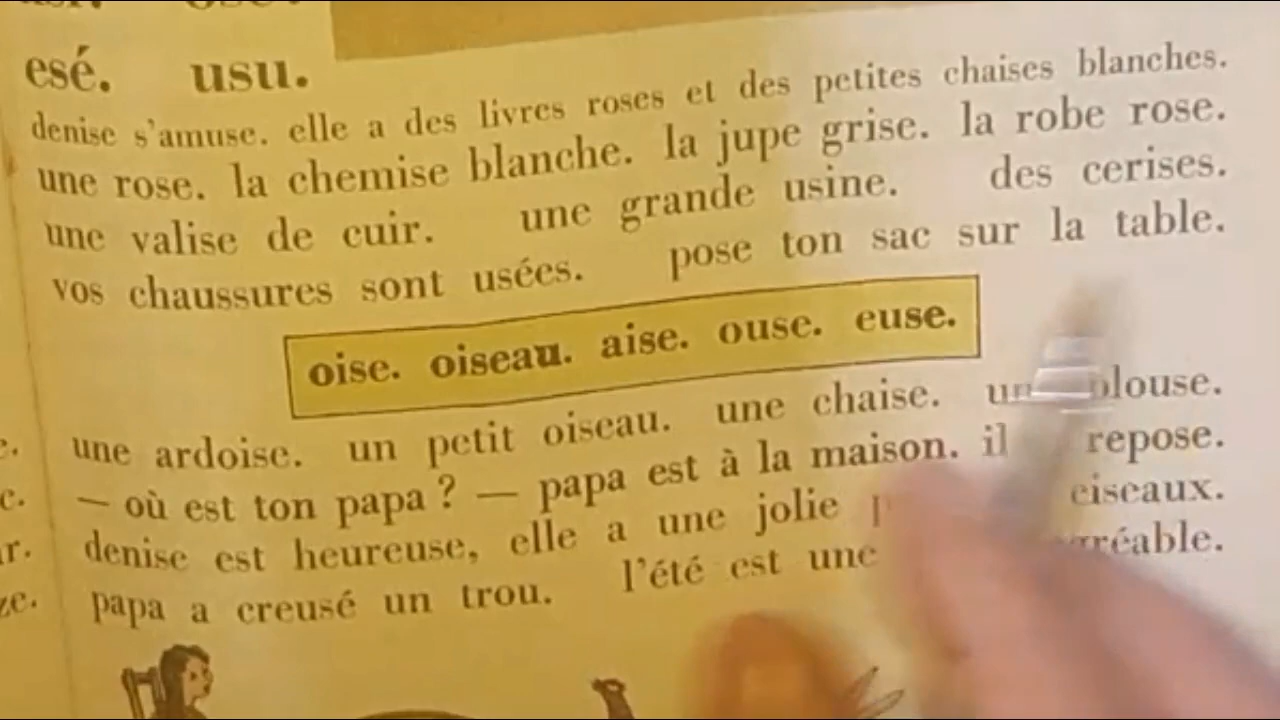 esé. usu.
denise s'amuse. elle a des livres roses et des petites chaises blanches.
une rose. la chemise blanche. la jupe grise. la robe rose.
une valise de cuir. une grande usine. des cerises.
vos chaussures sont usées. pose ton sac sur la table.
oise. oiseau. aise. ouse. euse.
une ardoise. un petit oiseau. une chaise.
— où est ton papa ? — papa est à la maison. il repose.
denise est heureuse, elle a une jolie ciseaux.
papa a creusé un trou. l'été est une